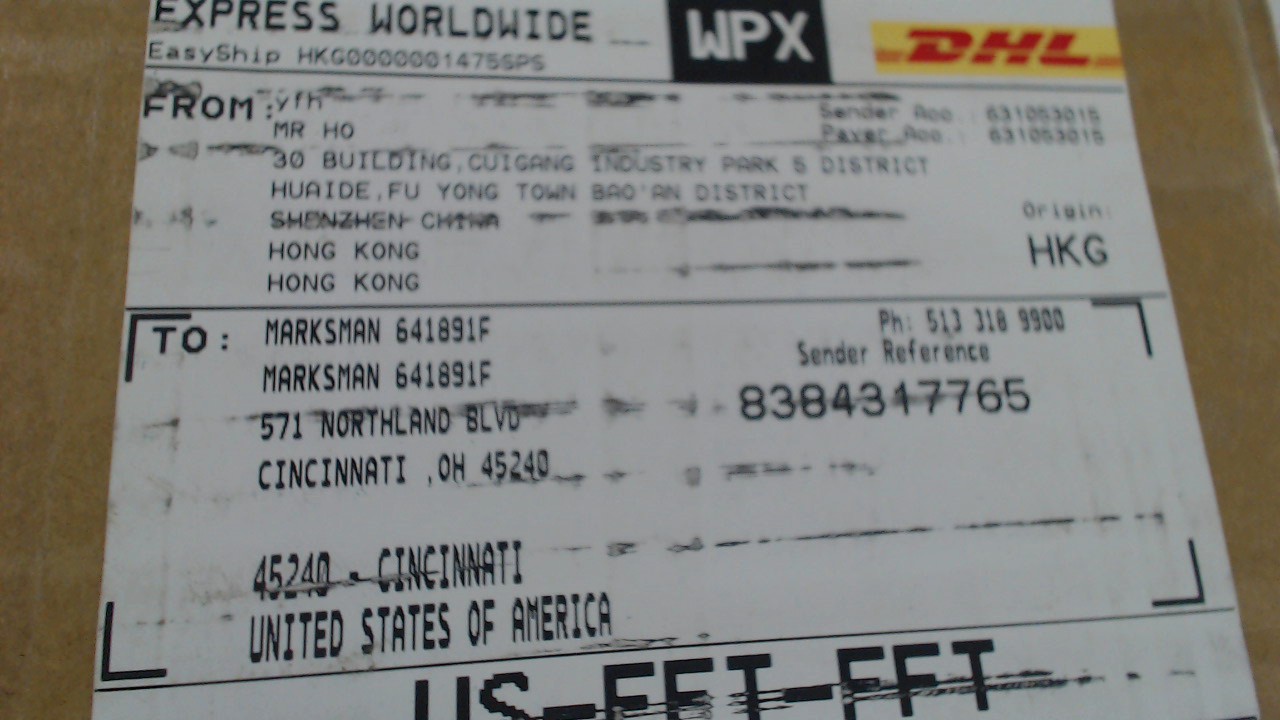 EXPRESS WORLDWIDE
WPX
DHL
EasyShip HKG0000001475SPS
FROM: yfh
Sender Acc.: 631053015
MR HO
Payer Acc.: 631053015
30 BUILDING,CUIGANG INDUSTRY PARK 5 DISTRICT
HUAIDE,FU YONG TOWN BAO'AN DISTRICT
SHENZHEN CHINA
Origin:
HONG KONG
HKG
HONG KONG
TO: MARKSMAN 641891F
Ph: 513 318 9900
Sender Reference
MARKSMAN 641891F
8384317765
571 NORTHLAND BLVD
CINCINNATI ,OH 45240
45240 - CINCINNATI
UNITED STATES OF AMERICA